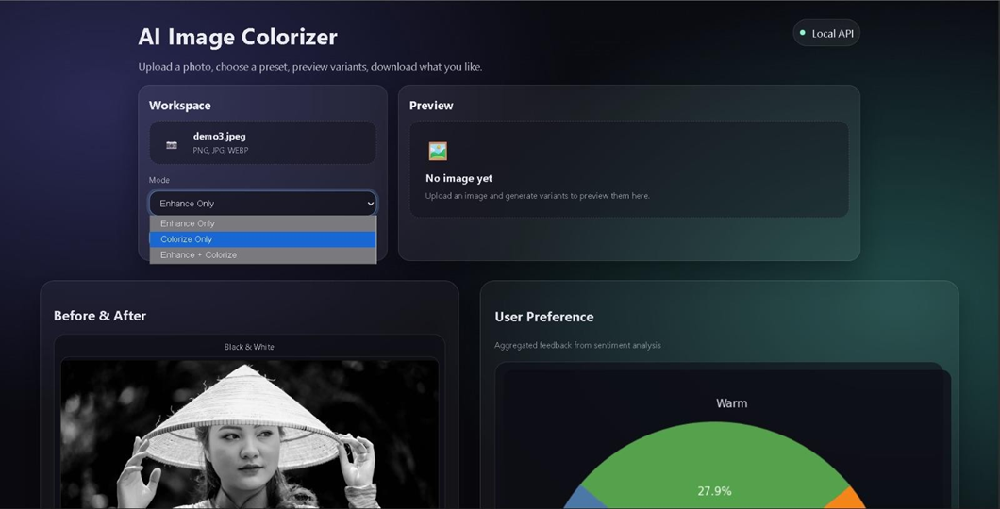 AI Image Colorizer
Local API
Upload a photo, choose a preset, preview variants, download what you like.
Workspace
demo3.jpeg
PNG, JPG, WEBP
Mode
Enhance Only
Enhance Only
Colorize Only
Enhance + Colorize
Preview
No image yet
Upload an image and generate variants to preview them here.
Before & After
Black & White
User Preference
Aggregated feedback from sentiment analysis
Warm
27.9%